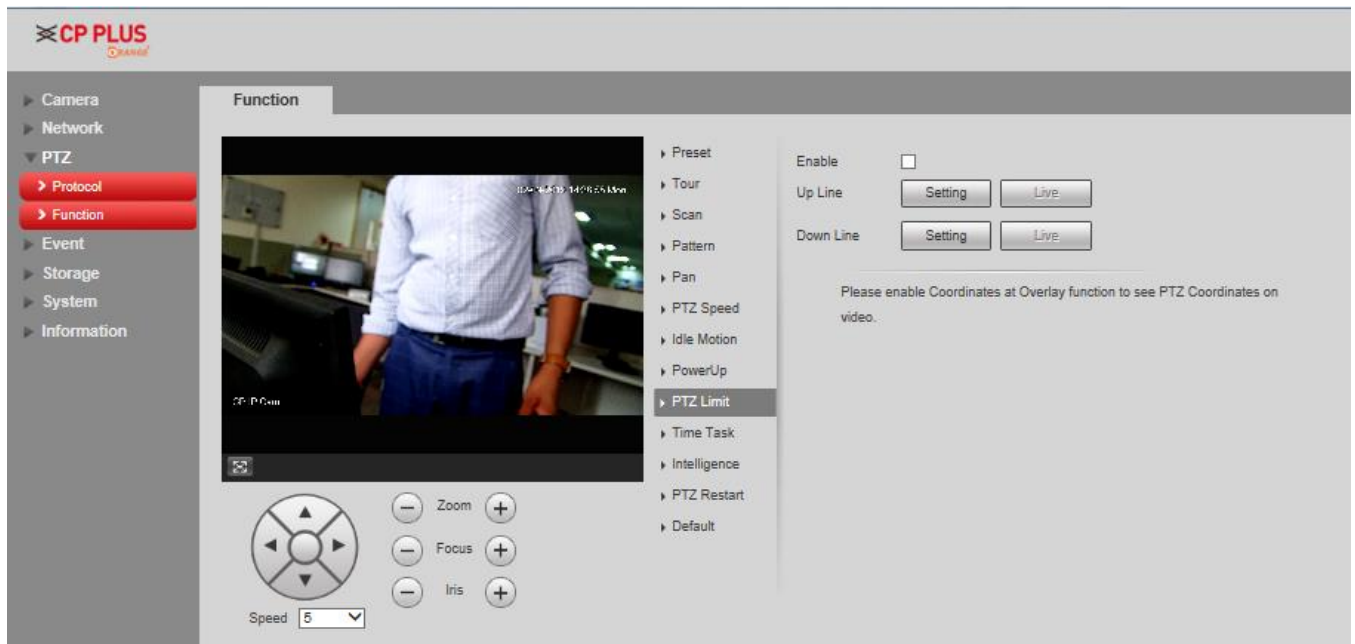 CP PLUS
Orange
Camera
Network
PTZ
Protocol
Function
Event
Storage
System
Information
Function
Mon
Zoom
Focus
Iris
Speed 5
Preset
Tour
Scan
Pattern
Pan
PTZ Speed
Idle Motion
PowerUp
PTZ Limit
Time Task
Intelligence
PTZ Restart
Default
Enable
Up Line Setting Live
Down Line Setting Live
Please enable Coordinates at Overlay function to see PTZ Coordinates on
video.